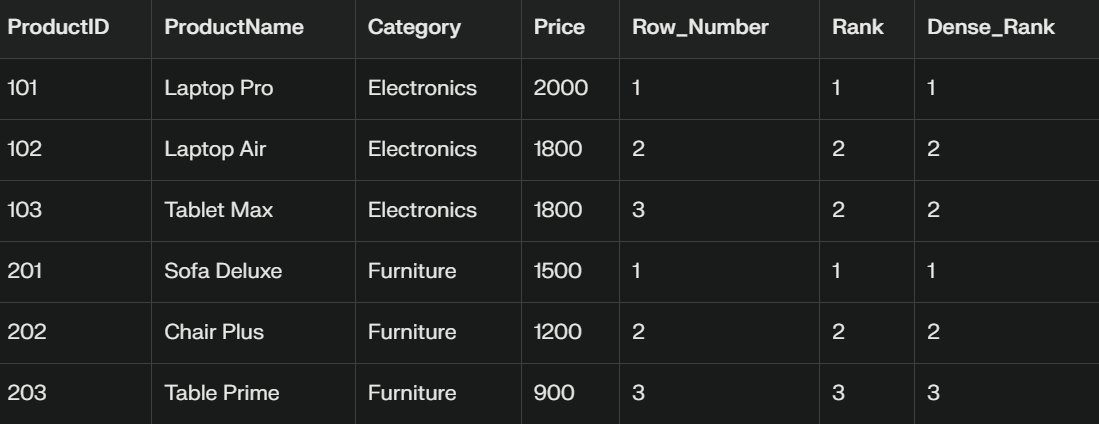 ProductID ProductName Category Price Row_Number Rank Dense_Rank
101 Laptop Pro Electronics 2000 1 1 1
102 Laptop Air Electronics 1800 2 2 2
103 Tablet Max Electronics 1800 3 2 2
201 Sofa Deluxe Furniture 1500 1 1 1
202 Chair Plus Furniture 1200 2 2 2
203 Table Prime Furniture 900 3 3 3